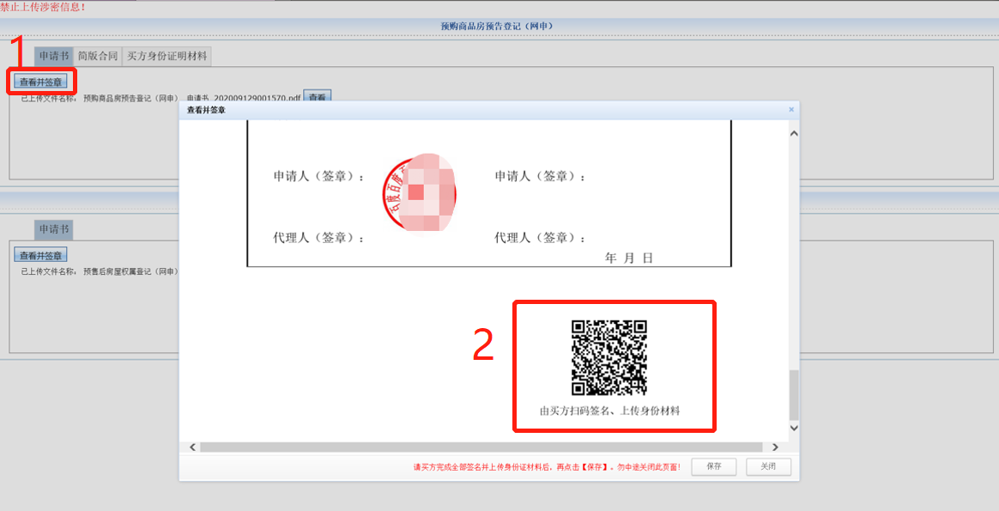 禁止上传涉密信息！
预购商品房预告登记（网申）
1
申请书 简版合同 买方身份证明材料
查看并签章
已上传文件名称： 预购商品房预告登记（网申）_申请书_202009129001570.pdf 查看
查看并签章
×
申请人（签章）： 申请人（签章）：
代理人（签章）： 代理人（签章）：
年 月 日
申请书
查看并签章
已上传文件名称： 预售后房屋权属登记（网申）
2
由买方扫码签名、上传身份材料
请买方完成全部签名并上传身份证材料后，再点击【保存】。勿中途关闭此页面！ 保存 关闭